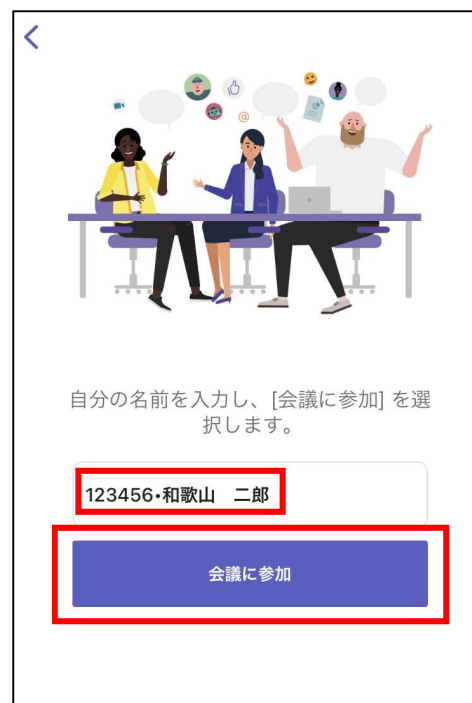 自分の名前を入力し、[会議に参加] を選
択します。
123456・和歌山　二郎
会議に参加